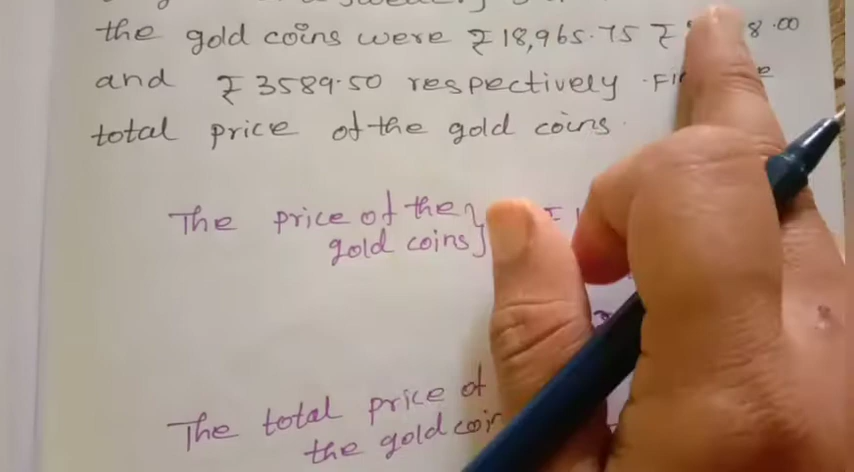 the gold coins were ₹18,965.75 ₹ 8.00
and ₹3589.50 respectively.
total price of the gold coins.
The price of the
gold coins
The total price of
the gold